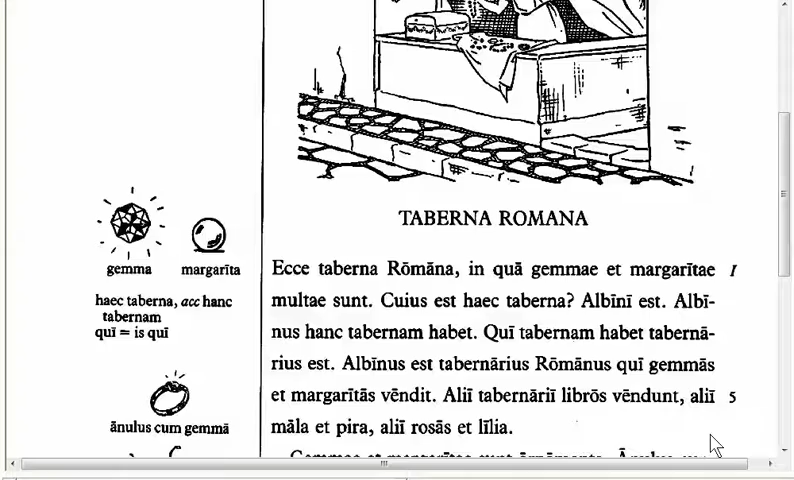 TABERNA ROMANA
gemma margarīta
haec taberna, acc hanc
tabernam
quī = is quī
ānulus cum gemmā
Ecce taberna Rōmāna, in quā gemmae et margarītae 1
multae sunt. Cuius est haec taberna? Albīnī est. Albī-
nus hanc tabernam habet. Quī tabernam habet tabernā-
rius est. Albīnus est tabernārius Rōmānus quī gemmās
et margarītās vēndit. Aliī tabernāriī librōs vēndunt, aliī 5
māla et pira, aliī rosās et līlia.